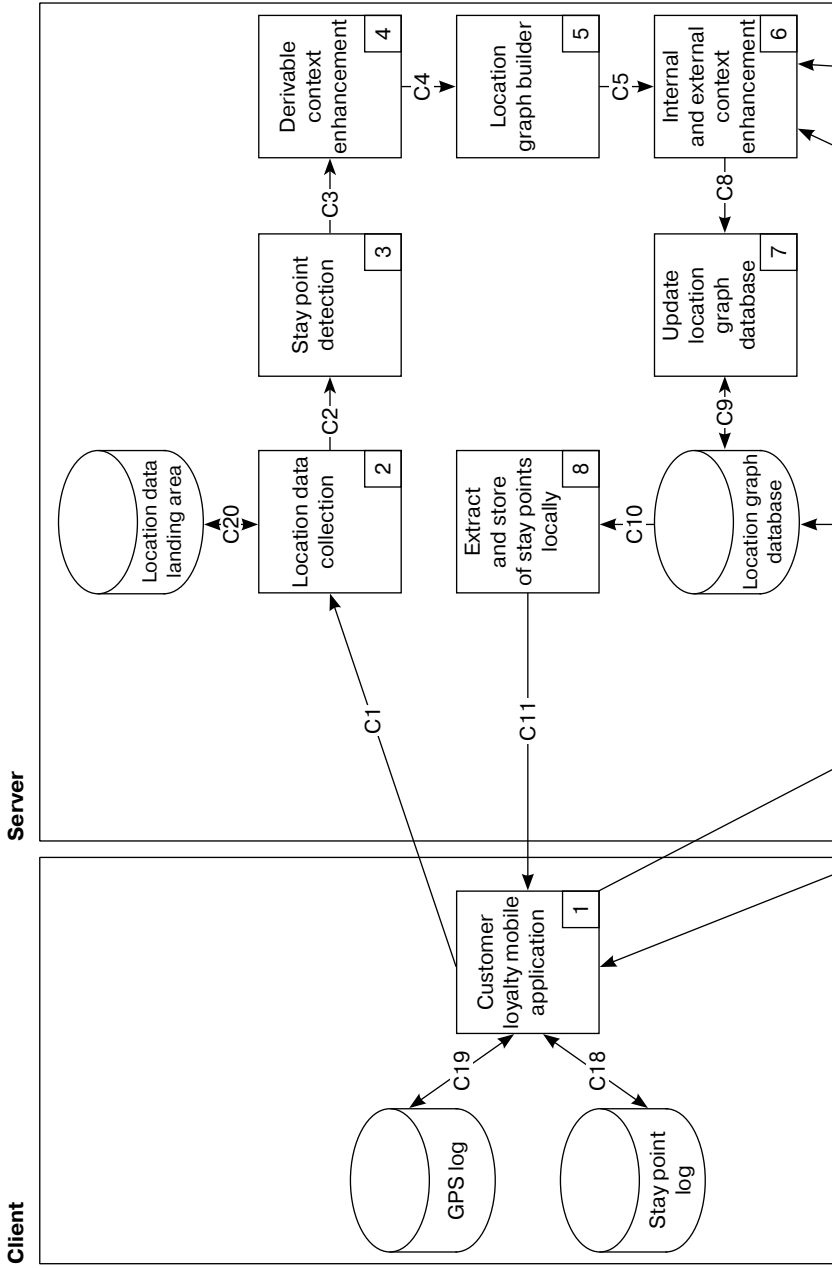 Client
Server
GPS log
Stay point
log
C19
C18
Customer
loyalty mobile
application
1
C1
C11
Location data
landing area
C20
Location data
collection
2
C2
Stay point
detection
3
C3
Derivable
context
enhancement
4
C4
Location
graph builder
5
C5
Internal
and external
context
enhancement
6
C8
Update
location
graph
database
7
C9
Location graph
database
C10
Extract
and store
of stay points
locally
8